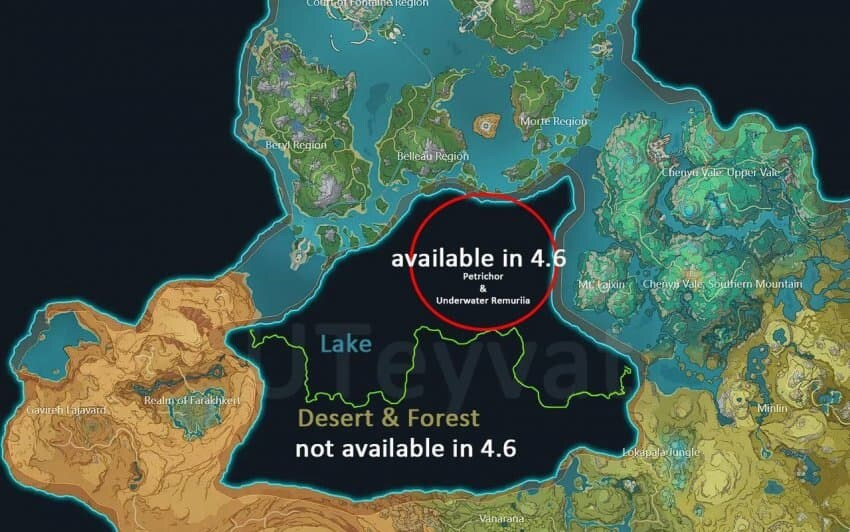 Court of Fontaine Region
Morte Region
Beryl Region
Belleau Region
Chenyu Vale: Upper Vale
available in 4.6
Petrichor
&
Underwater Remuriia
Mt. Laixin
Chenyu Vale: Southern Mountain
Lake
UTeyvat
Realm of Farakhkert
Gavireh Lajavard
Minlin
Desert & Forest
not available in 4.6
Lokapala Jungle
Vanarana